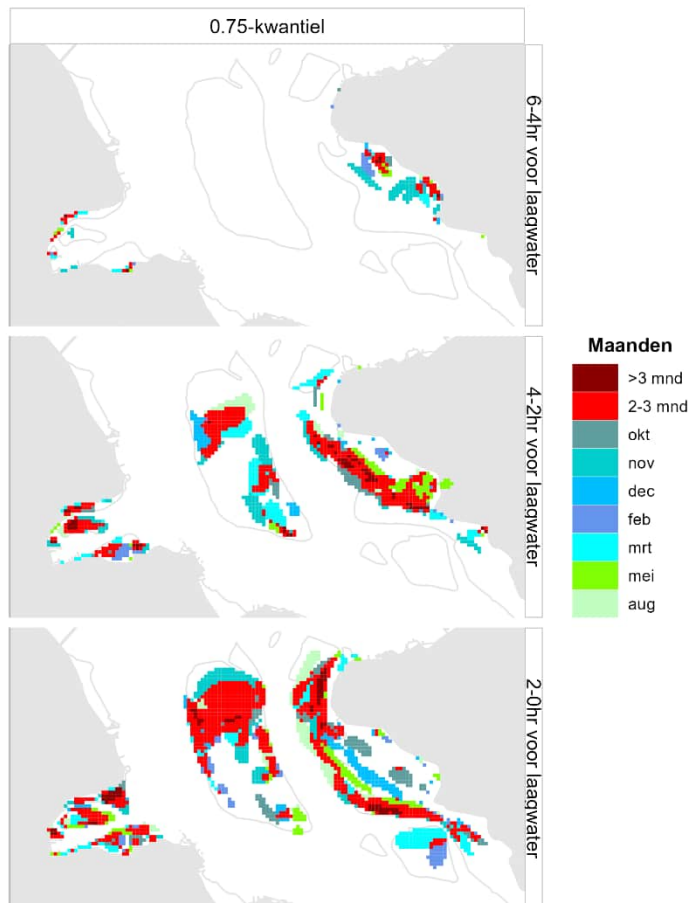 0.75-kwantiel
6-4hr voor laagwater
4-2hr voor laagwater
2-0hr voor laagwater
Maanden
>3 mnd
2-3 mnd
okt
nov
dec
feb
mrt
mei
aug